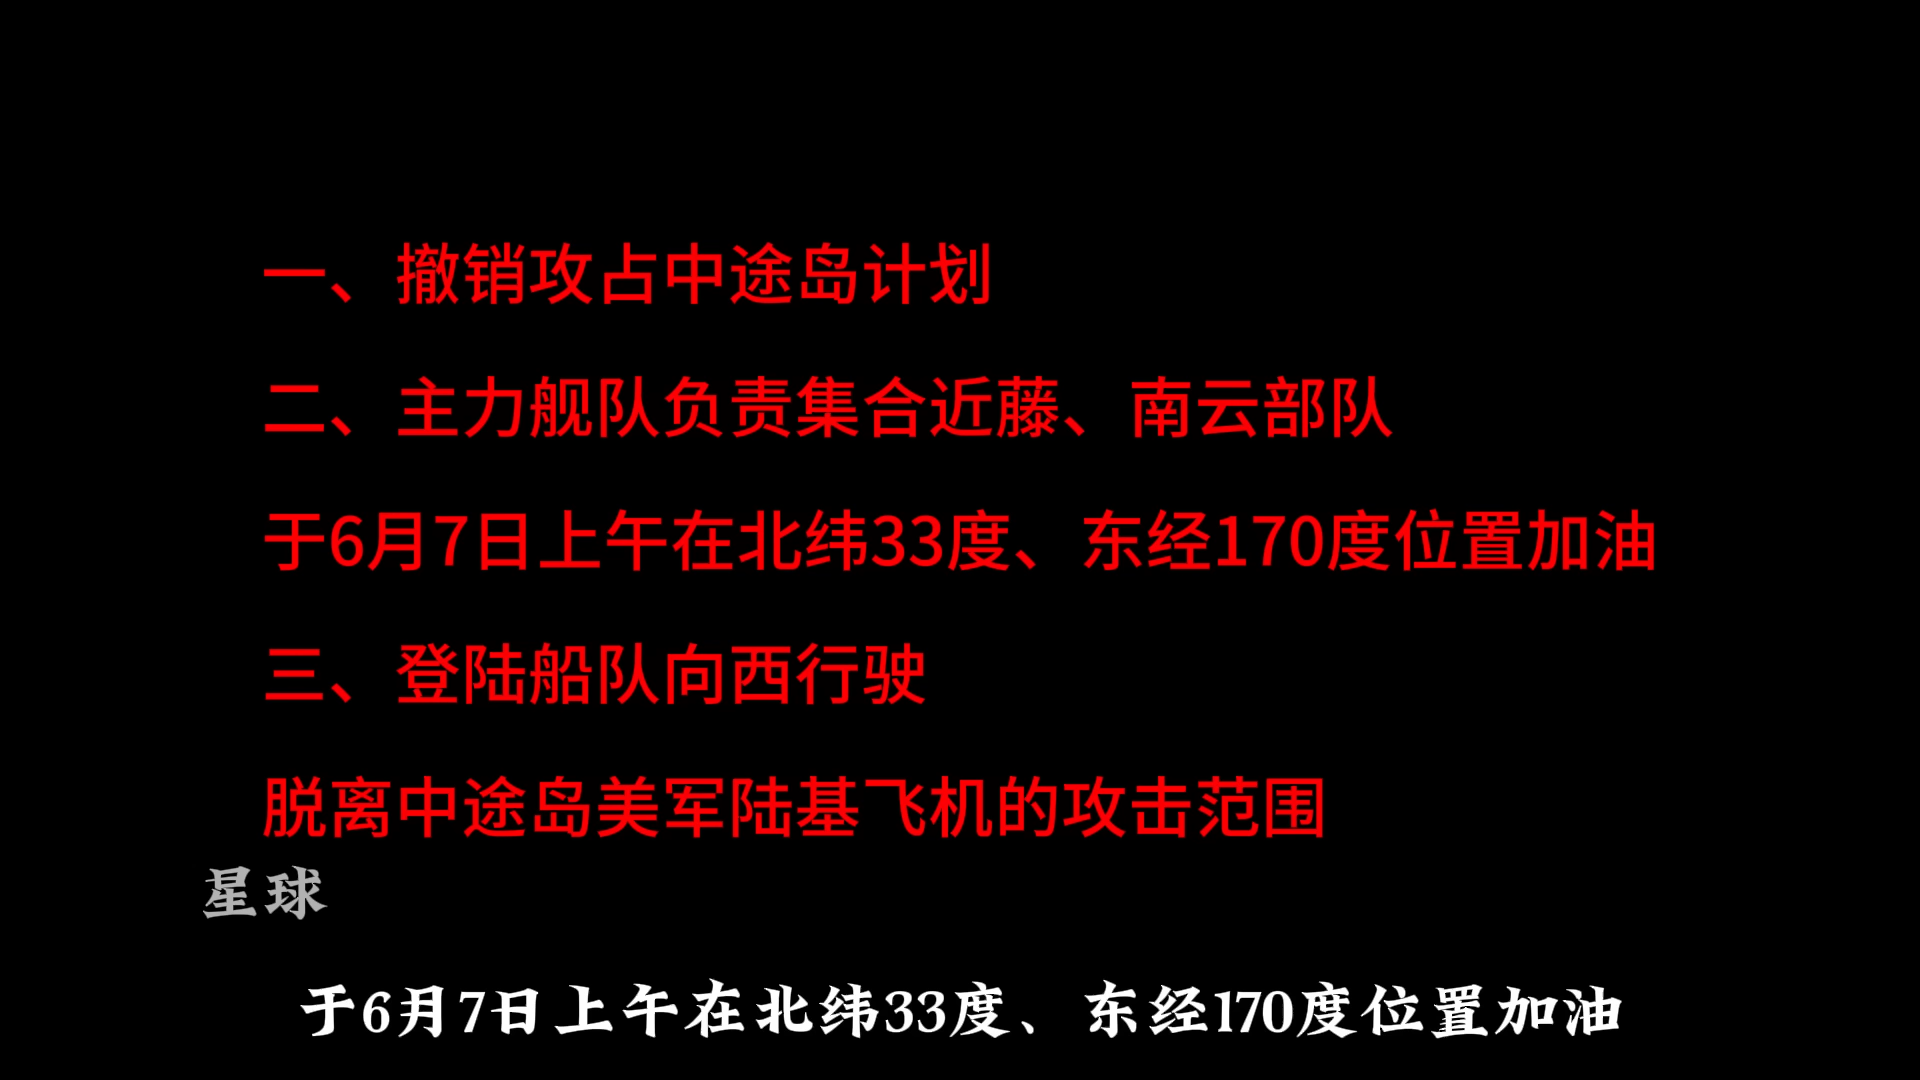 一、撤销攻占中途岛计划
二、主力舰队负责集合近藤、南云部队
于6月7日上午在北纬33度、东经170度位置加油
三、登陆船队向西行驶
脱离中途岛美军陆基飞机的攻击范围
星球
于6月7日上午在北纬33度、东经170度位置加油